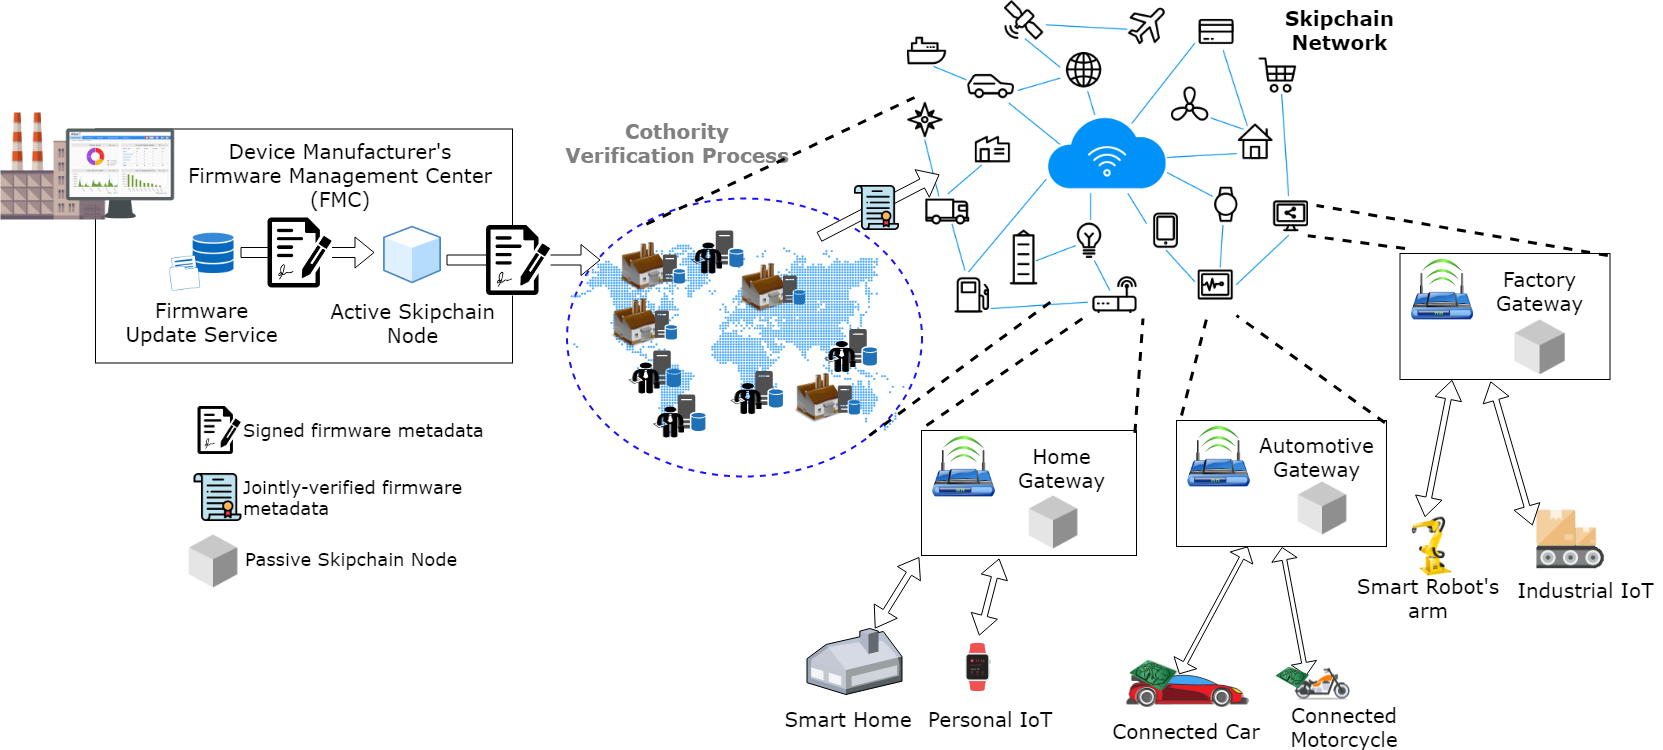 Skipchain
Network
Cothority
Verification Process
Device Manufacturer's
Firmware Management Center
(FMC)
Firmware
Update Service
Active Skipchain
Node
Factory
Gateway
Signed firmware metadata
Jointly-verified firmware
metadata
Passive Skipchain Node
Home
Gateway
Automotive
Gateway
Smart Robot's
arm
Industrial IoT
Smart Home
Personal IoT
Connected Car
Connected
Motorcycle